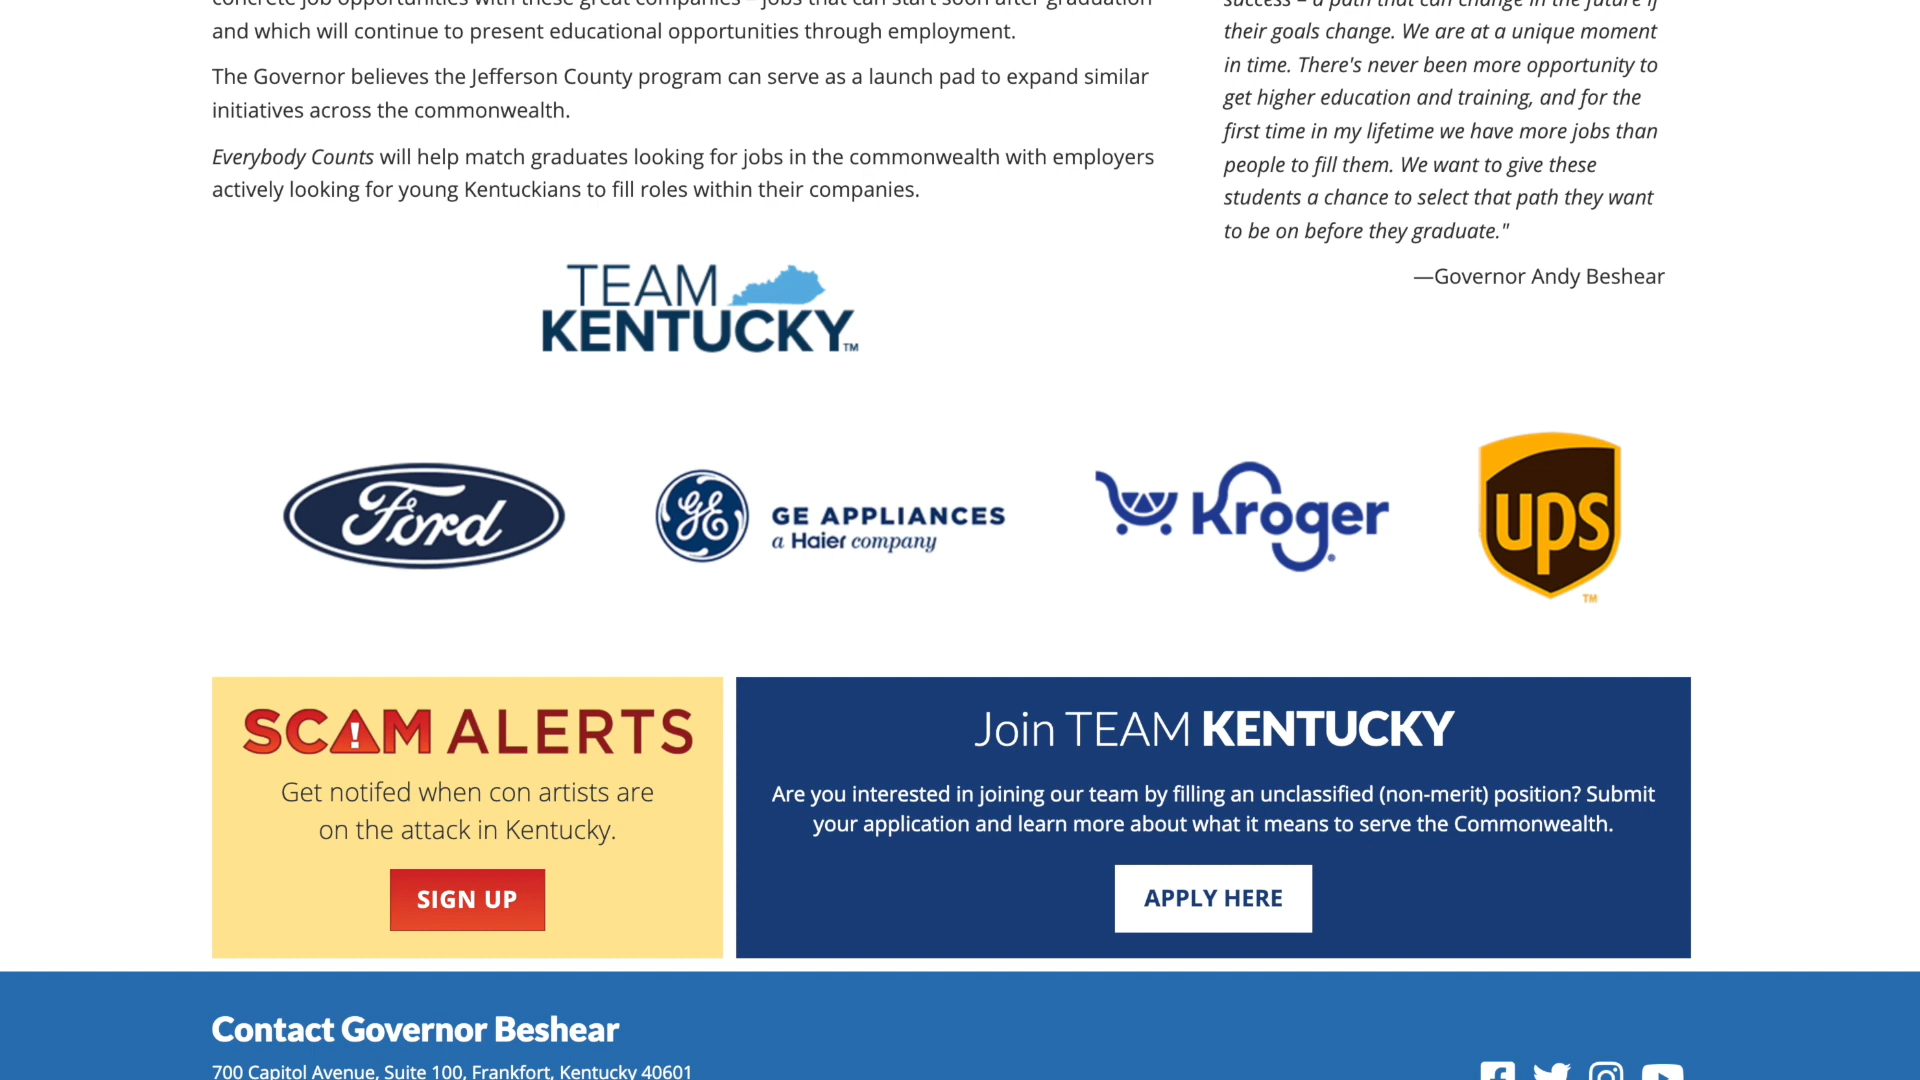 concrete job opportunities with these great companies – jobs that can start soon after graduation
and which will continue to present educational opportunities through employment.
The Governor believes the Jefferson County program can serve as a launch pad to expand similar
initiatives across the commonwealth.
Everybody Counts will help match graduates looking for jobs in the commonwealth with employers
actively looking for young Kentuckians to fill roles within their companies.
success – a path that can change in the future if
their goals change. We are at a unique moment
in time. There's never been more opportunity to
get higher education and training, and for the
first time in my lifetime we have more jobs than
people to fill them. We want to give these
students a chance to select that path they want
to be on before they graduate."
—Governor Andy Beshear
TEAM
KENTUCKY™
Ford
GE
GE APPLIANCES
a Haier company
Kroger®
ups
™
SCAM ALERTS
Get notifed when con artists are
on the attack in Kentucky.
SIGN UP
Join TEAM KENTUCKY
Are you interested in joining our team by filling an unclassified (non-merit) position? Submit
your application and learn more about what it means to serve the Commonwealth.
APPLY HERE
Contact Governor Beshear
700 Capitol Avenue, Suite 100, Frankfort, Kentucky 40601